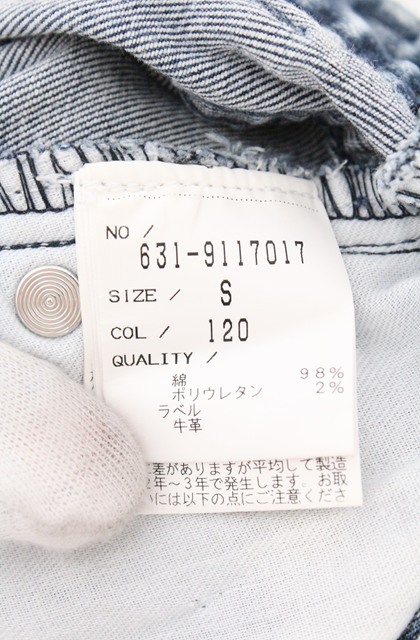 NO /
631-9117017
SIZE / S
COL / 120
QUALITY /
綿 98%
ポリウレタン 2%
ラベル
牛革
差がありますが平均して製造
2年～3年で発生します。お取
には以下の点にご注意くださ